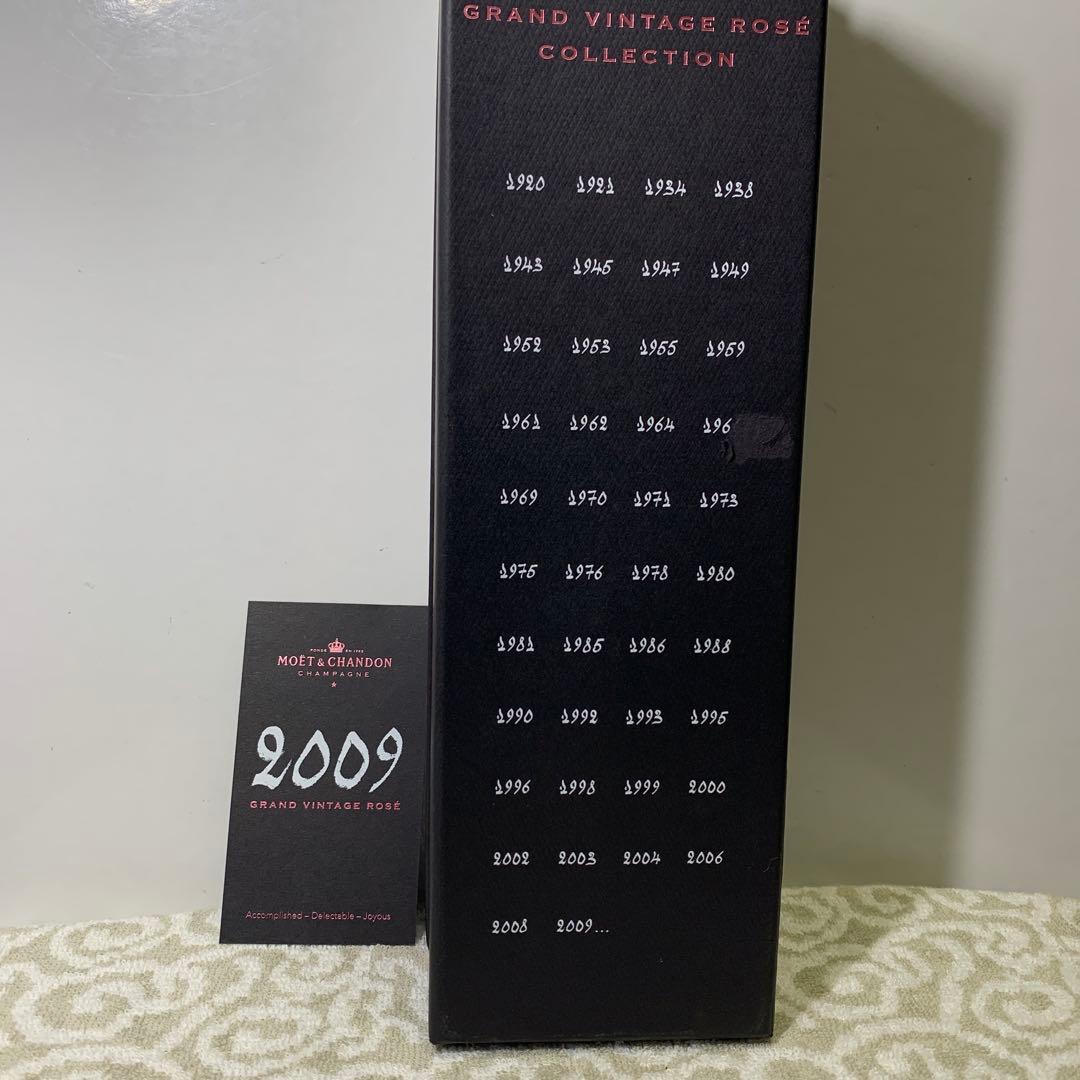 GRAND VINTAGE ROSÉ
COLLECTION
1920 1921 1934 1938
1943 1945 1947 1949
1952 1953 1955 1959
1961 1962 1964 196
1969 1970 1971 1973
1975 1976 1978 1980
1981 1985 1986 1988
1990 1992 1993 1995
1996 1998 1999 2000
2002 2003 2004 2006
2008 2009...
MOËT & CHANDON
CHAMPAGNE
2009
GRAND VINTAGE ROSÉ
Accomplished – Delectable – Joyous